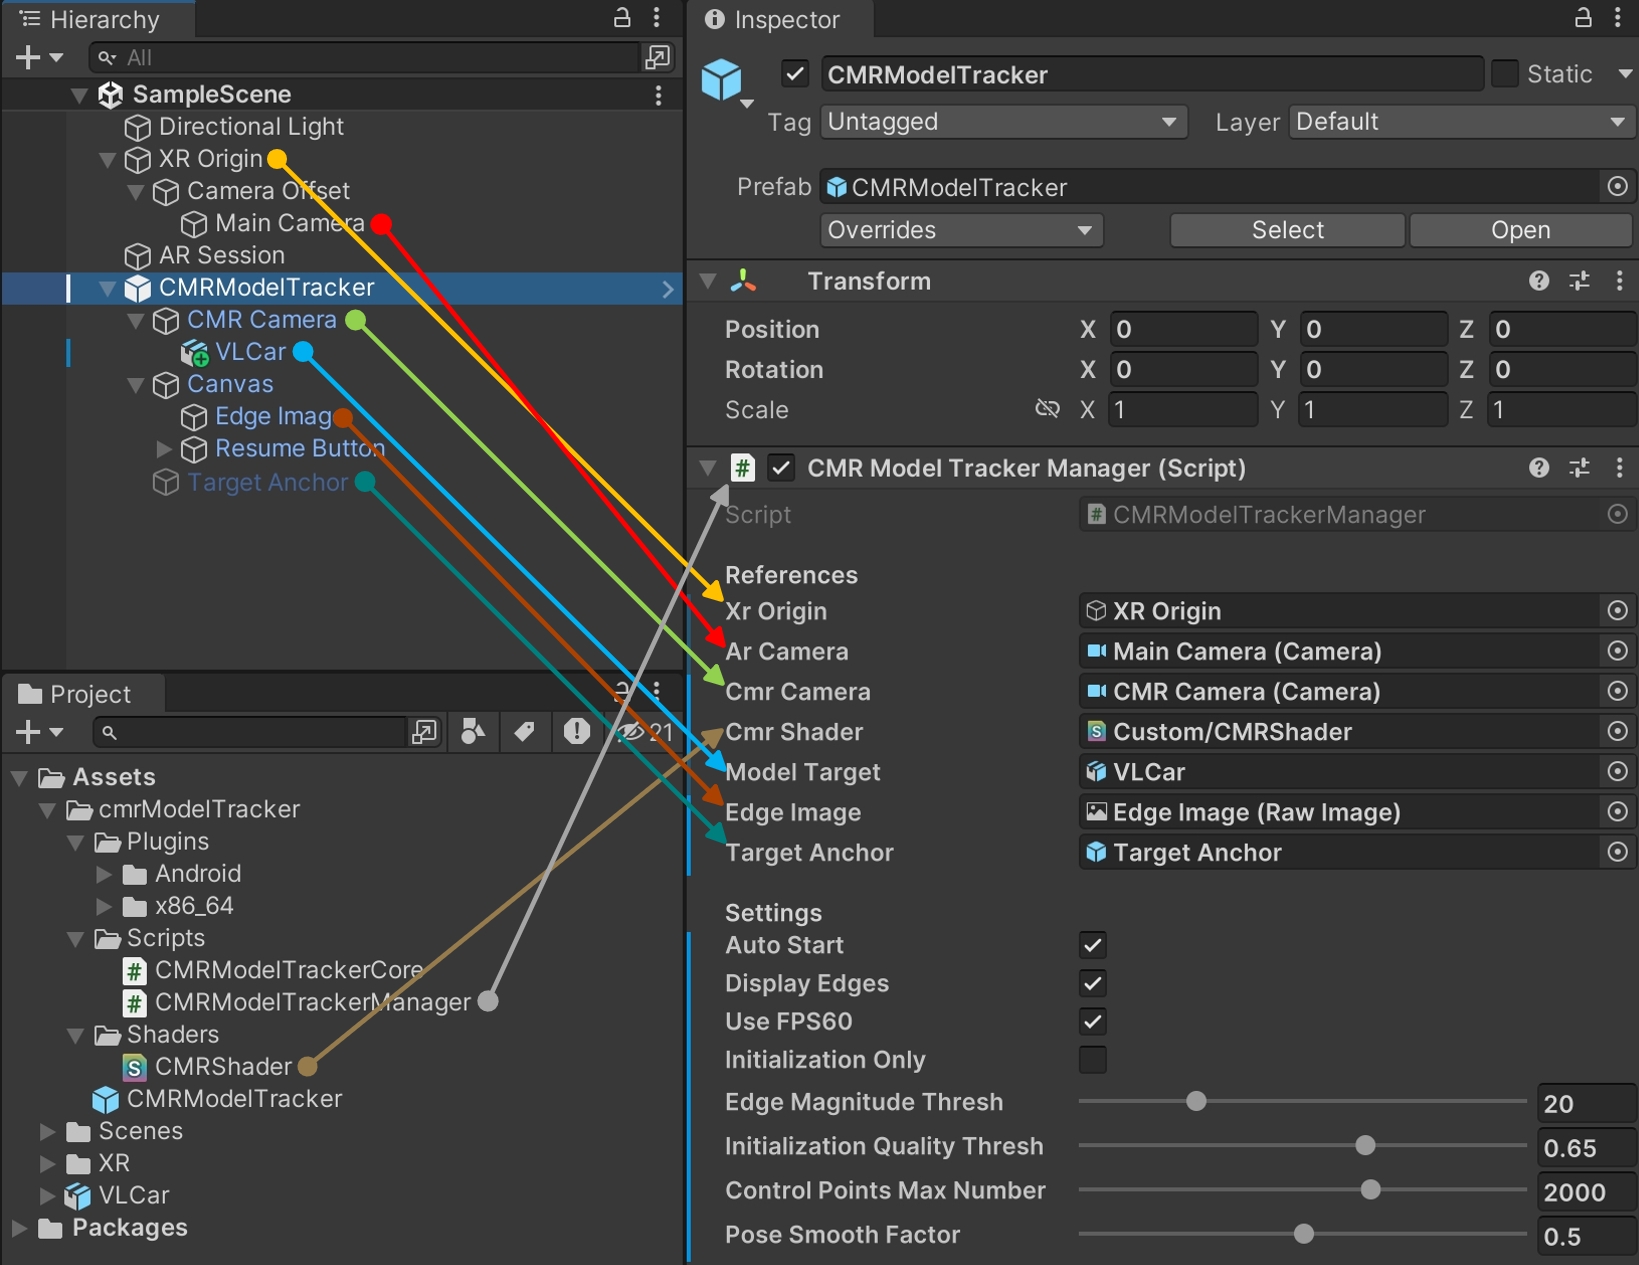 Hierarchy
All
SampleScene
Directional Light
XR Origin
Camera Offset
Main Camera
AR Session
CMRModelTracker
CMR Camera
VLCar
Canvas
Edge Imag
Resume Button
Target Anchor
Project
21
Assets
cmrModelTracker
Plugins
Android
x86_64
Scripts
CMRModelTrackerCore
CMRModelTrackerManager
Shaders
CMRShader
CMRModelTracker
Scenes
XR
VLCar
Packages
Inspector
CMRModelTracker Static
Tag Untagged Layer Default
Prefab CMRModelTracker
Overrides Select Open
Transform
Position X 0 Y 0 Z 0
Rotation X 0 Y 0 Z 0
Scale X 1 Y 1 Z 1
# CMR Model Tracker Manager (Script)
Script # CMRModelTrackerManager
References
Xr Origin XR Origin
Ar Camera Main Camera (Camera)
Cmr Camera CMR Camera (Camera)
Cmr Shader Custom/CMRShader
Model Target VLCar
Edge Image Edge Image (Raw Image)
Target Anchor Target Anchor
Settings
Auto Start
Display Edges
Use FPS60
Initialization Only
Edge Magnitude Thresh 20
Initialization Quality Thresh 0.65
Control Points Max Number 2000
Pose Smooth Factor 0.5